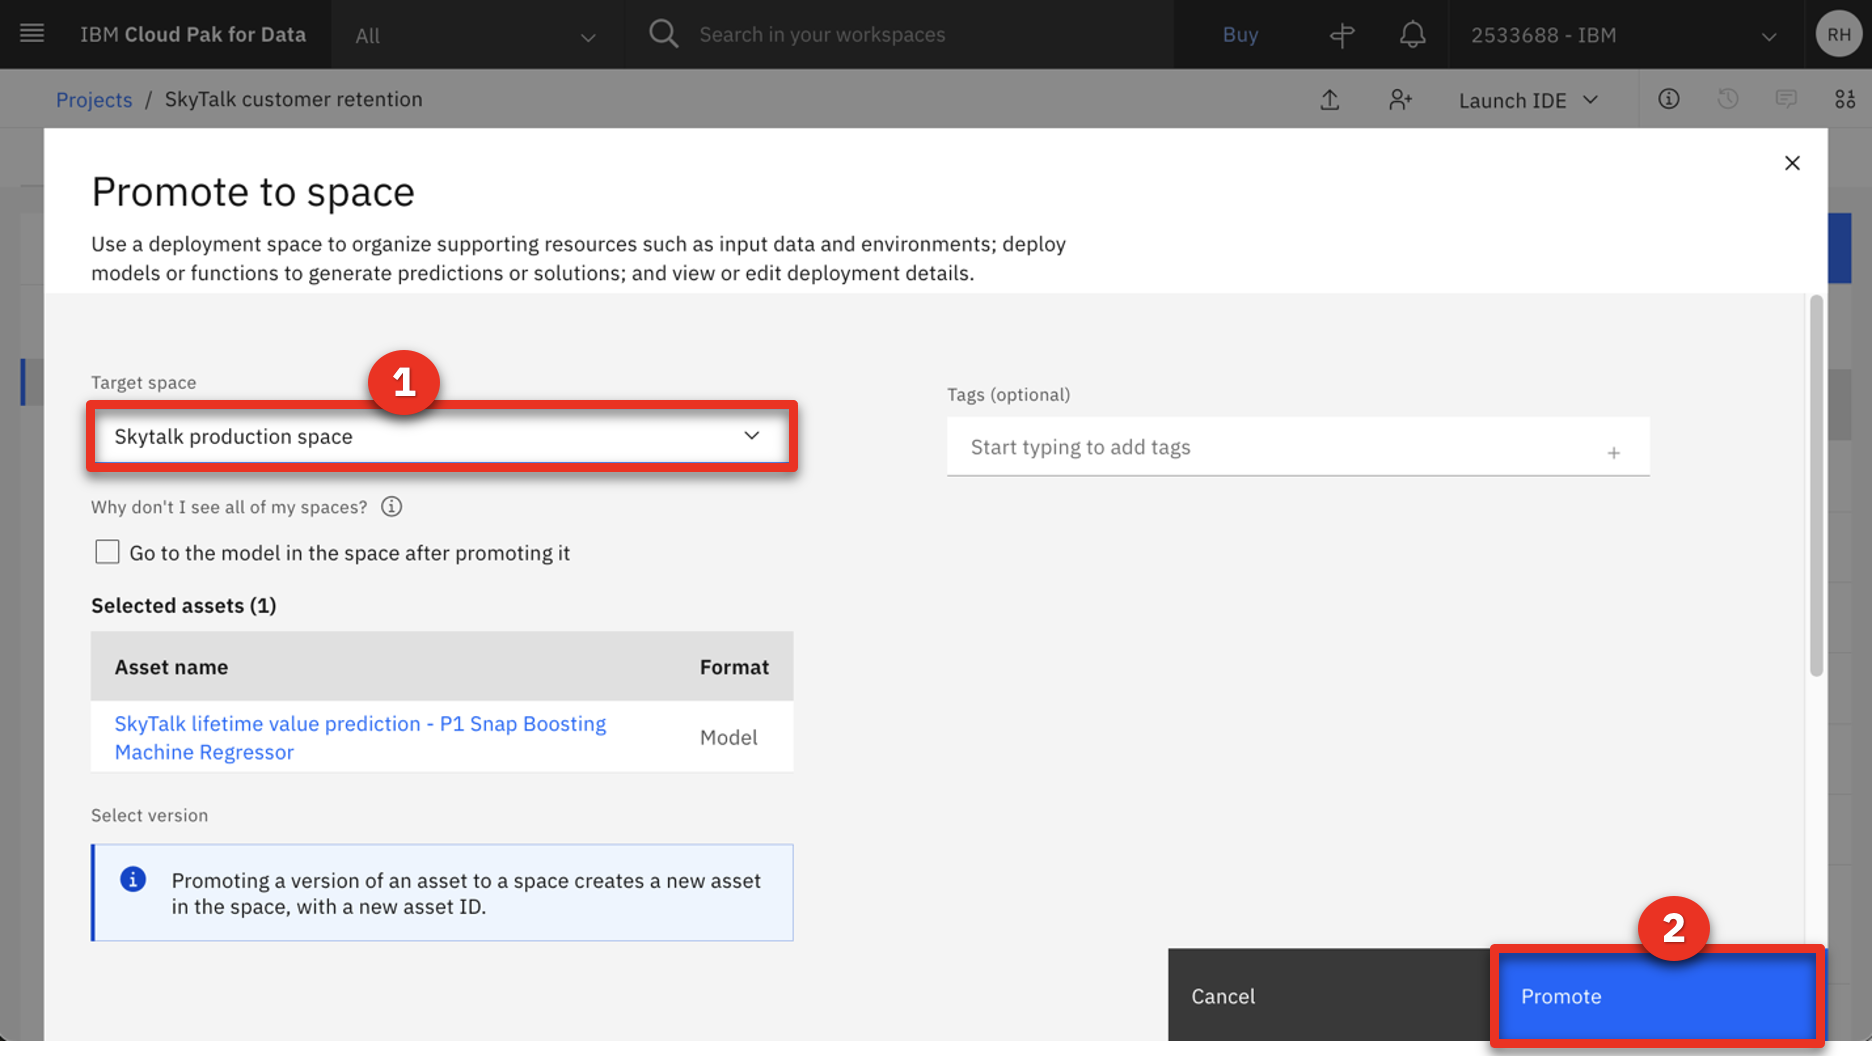 IBM Cloud Pak for Data
All
Search in your workspaces
Buy
2533688 - IBM
RH
Projects / SkyTalk customer retention
Launch IDE
Promote to space
Use a deployment space to organize supporting resources such as input data and environments; deploy
models or functions to generate predictions or solutions; and view or edit deployment details.
Target space
1
Skytalk production space
Tags (optional)
Start typing to add tags
Why don't I see all of my spaces?
Go to the model in the space after promoting it
Selected assets (1)
Asset name Format
SkyTalk lifetime value prediction - P1 Snap Boosting
Machine Regressor
Model
Select version
Promoting a version of an asset to a space creates a new asset
in the space, with a new asset ID.
2
Cancel
Promote